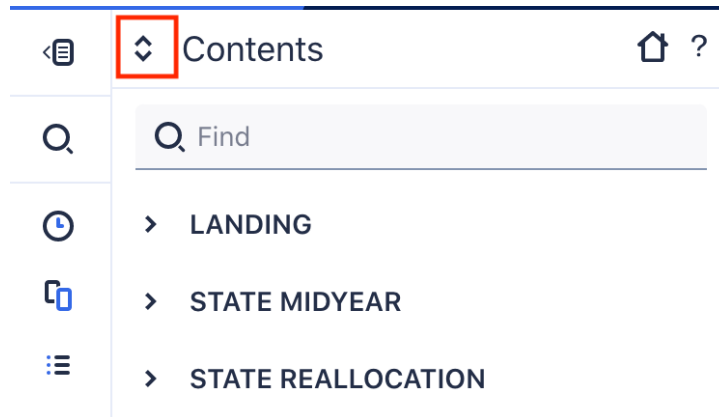 Contents ?
Find
LANDING
STATE MIDYEAR
STATE REALLOCATION